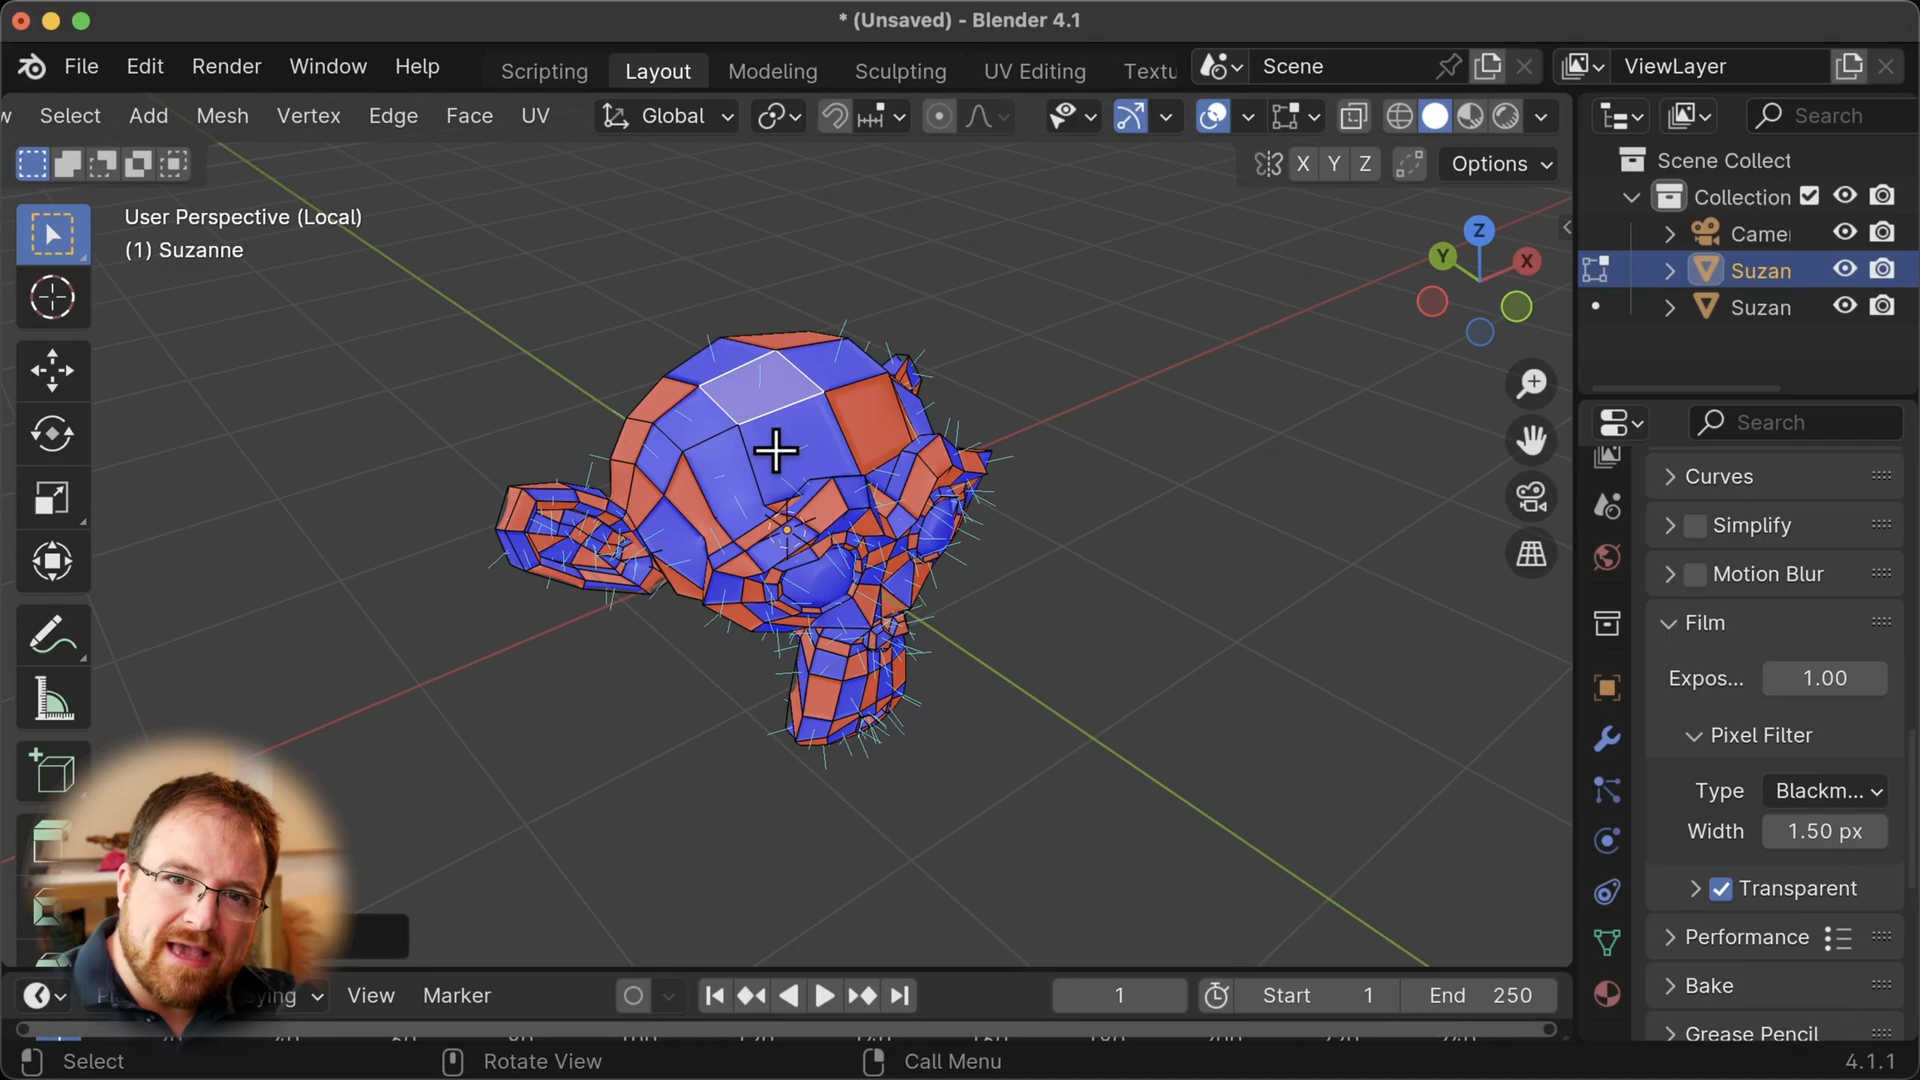 * (Unsaved) - Blender 4.1
File Edit Render Window Help Scripting Layout Modeling Sculpting UV Editing Textu Scene ViewLayer
Select Add Mesh Vertex Edge Face UV Global Search
X Y Z Options
User Perspective (Local)
(1) Suzanne
Z
Y
X
Scene Collect
Collection
Came
Suzan
Suzan
Search
Curves
Simplify
Motion Blur
Film
Expos... 1.00
Pixel Filter
Type Blackm...
Width 1.50 px
Transparent
Performance
Bake
Grease Pencil
View Marker 1 Start 1 End 250
Select Rotate View Call Menu 4.1.1